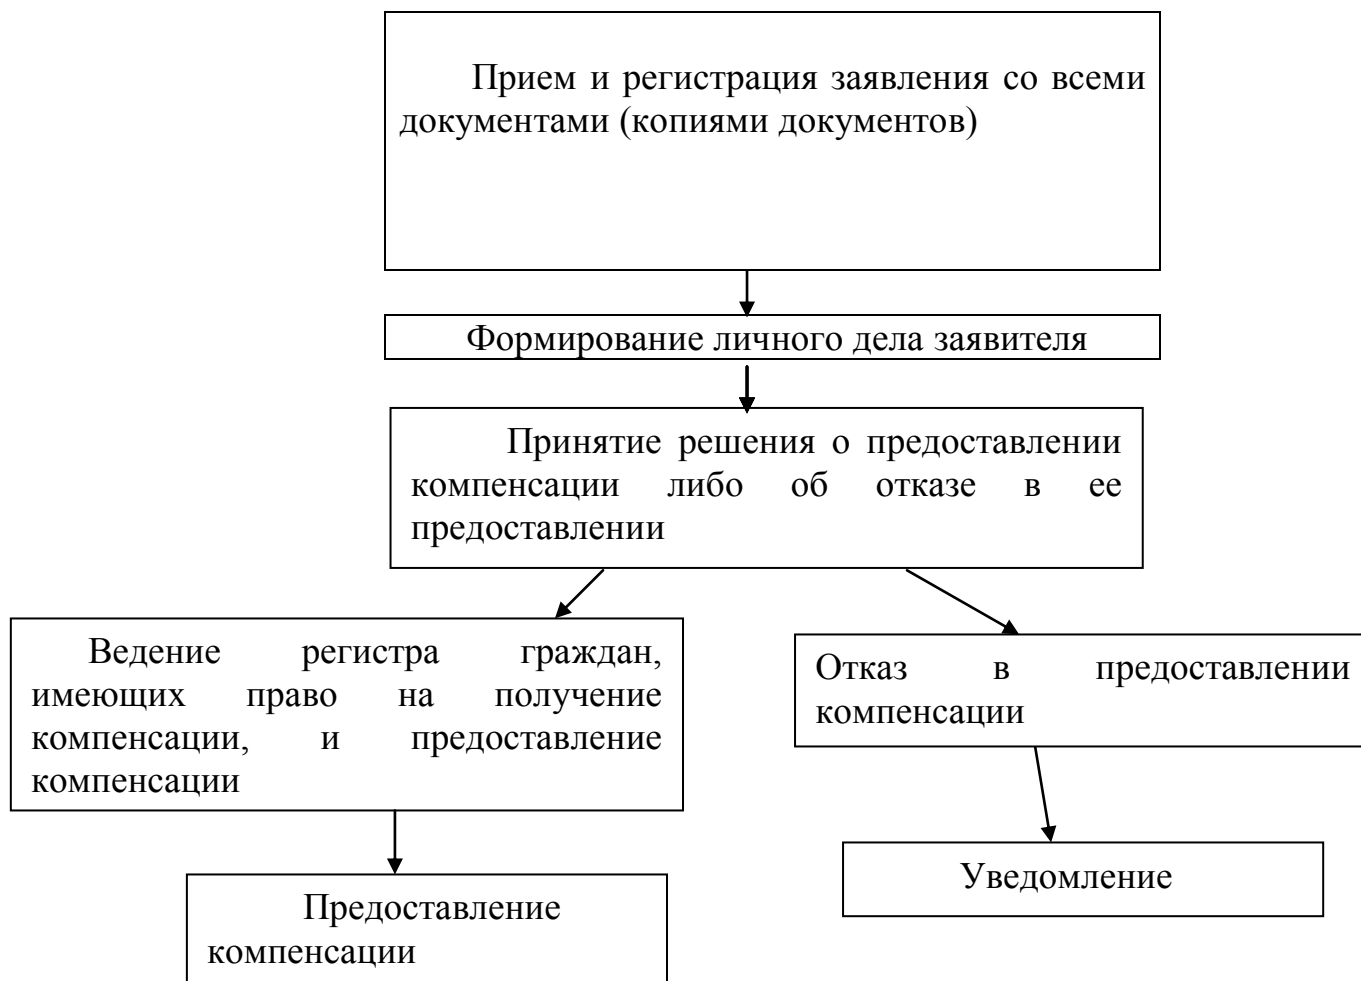 Прием и регистрация заявления со всеми
документами (копиями документов)
Формирование личного дела заявителя
Принятие решения о предоставлении
компенсации либо об отказе в ее
предоставлении
Ведение регистра граждан,
имеющих право на получение
компенсации, и предоставление
компенсации
Отказ в предоставлении
компенсации
Уведомление
Предоставление
компенсации